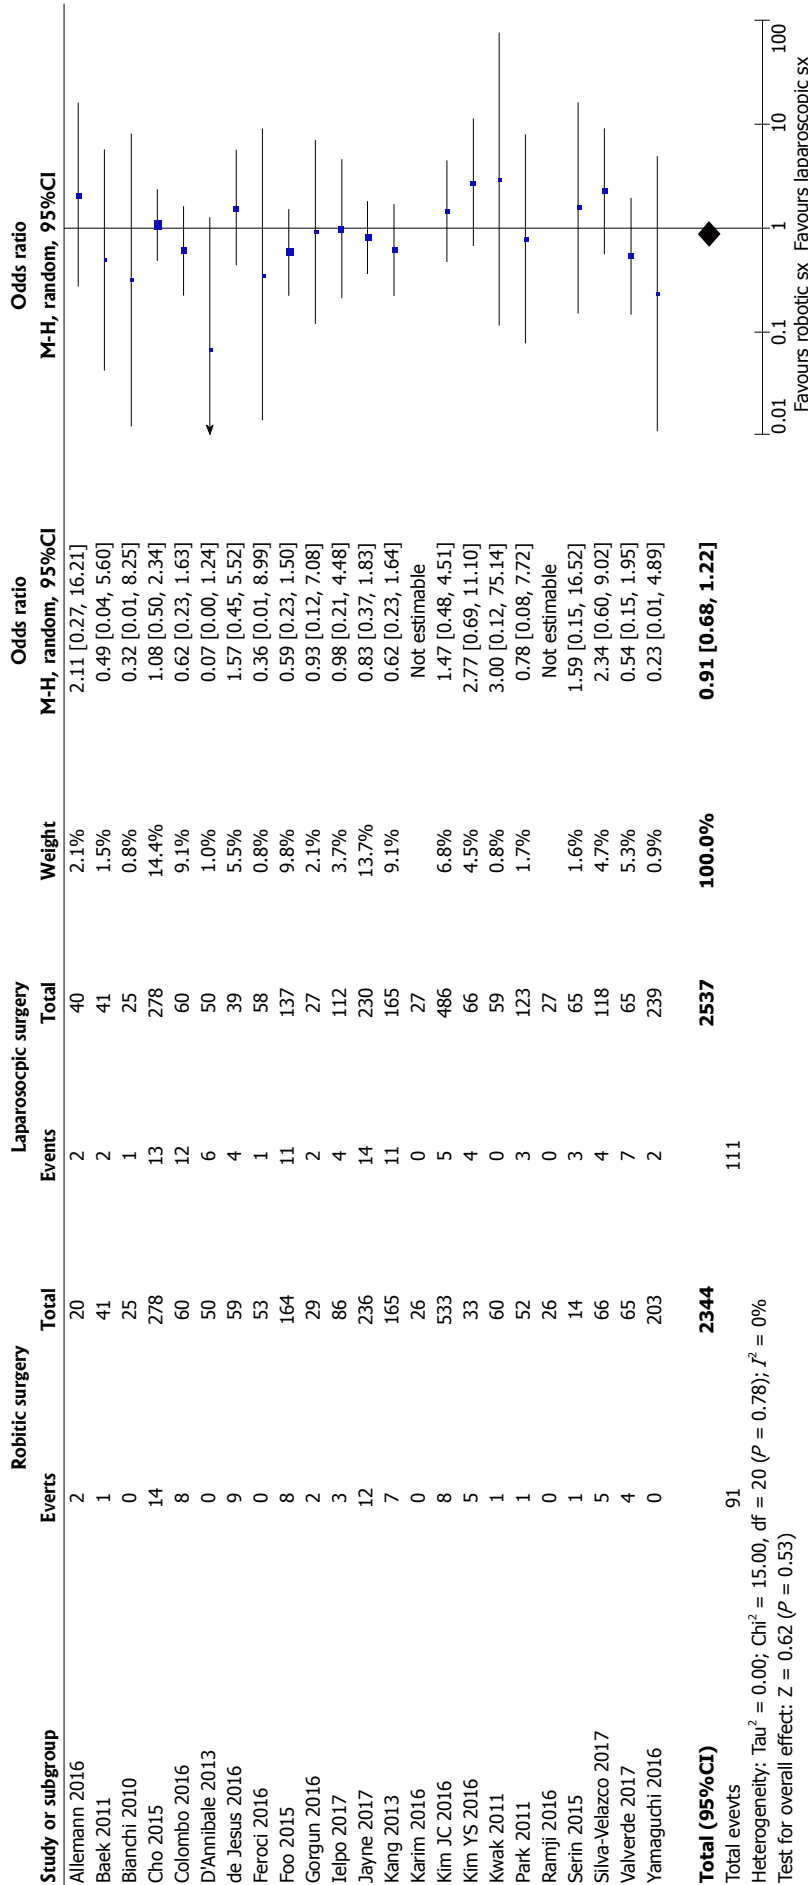 Robitic surgery Laparosocpic surgery Odds ratio Odds ratio
Study or subgroup Everts Total Events Total Weight M-H, random, 95%CI M-H, random, 95%CI
Allemann 2016 2 20 2 40 2.1% 2.11 [0.27, 16.21]
Baek 2011 1 41 2 41 1.5% 0.49 [0.04, 5.60]
Bianchi 2010 0 25 1 25 0.8% 0.32 [0.01, 8.25]
Cho 2015 14 278 13 278 14.4% 1.08 [0.50, 2.34]
Colombo 2016 8 60 12 60 9.1% 0.62 [0.23, 1.63]
D'Annibale 2013 0 50 6 50 1.0% 0.07 [0.00, 1.24]
de Jesus 2016 9 59 4 39 5.5% 1.57 [0.45, 5.52]
Feroci 2016 0 53 1 58 0.8% 0.36 [0.01, 8.99]
Foo 2015 8 164 11 137 9.8% 0.59 [0.23, 1.50]
Gorgun 2016 2 29 2 27 2.1% 0.93 [0.12, 7.08]
Ielpo 2017 3 86 4 112 3.7% 0.98 [0.21, 4.48]
Jayne 2017 12 236 14 230 13.7% 0.83 [0.37, 1.83]
Kang 2013 7 165 11 165 9.1% 0.62 [0.23, 1.64]
Karim 2016 0 26 0 27 Not estimable
Kim JC 2016 8 533 5 486 6.8% 1.47 [0.48, 4.51]
Kim YS 2016 5 33 4 66 4.5% 2.77 [0.69, 11.10]
Kwak 2011 1 60 0 59 0.8% 3.00 [0.12, 75.14]
Park 2011 1 52 3 123 1.7% 0.78 [0.08, 7.72]
Ramji 2016 0 26 0 27 Not estimable
Serin 2015 1 14 3 65 1.6% 1.59 [0.15, 16.52]
Silva-Velazco 2017 5 66 4 118 4.7% 2.34 [0.60, 9.02]
Valverde 2017 4 65 7 65 5.3% 0.54 [0.15, 1.95]
Yamaguchi 2016 0 203 2 239 0.9% 0.23 [0.01, 4.89]
Total (95%CI) 2344 2537 100.0% 0.91 [0.68, 1.22]
Total evevts 91 111
Heterogeneity: Tau² = 0.00; Chi² = 15.00, df = 20 (P = 0.78); I² = 0%
Test for overall effect: Z = 0.62 (P = 0.53)
0.01 0.1 1 10 100
Favours robotic sx Favours laparoscopic sx